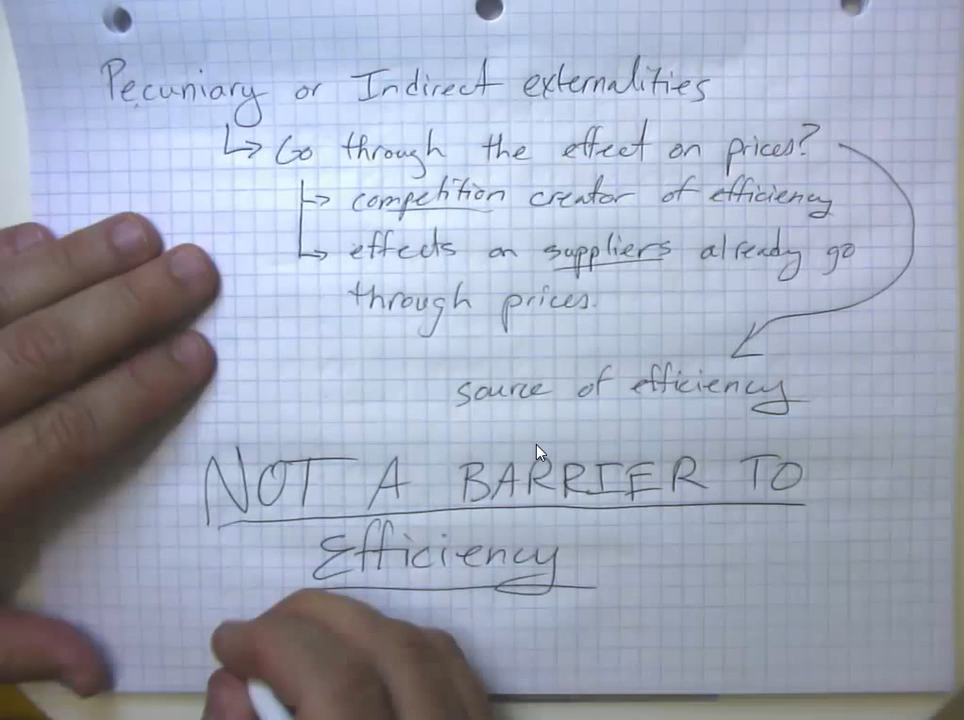 Pecuniary or Indirect externalities
Go through the effect on prices?
competition creator of efficiency
effects on suppliers already go
through prices.
source of efficiency
NOT A BARRIER TO
Efficiency